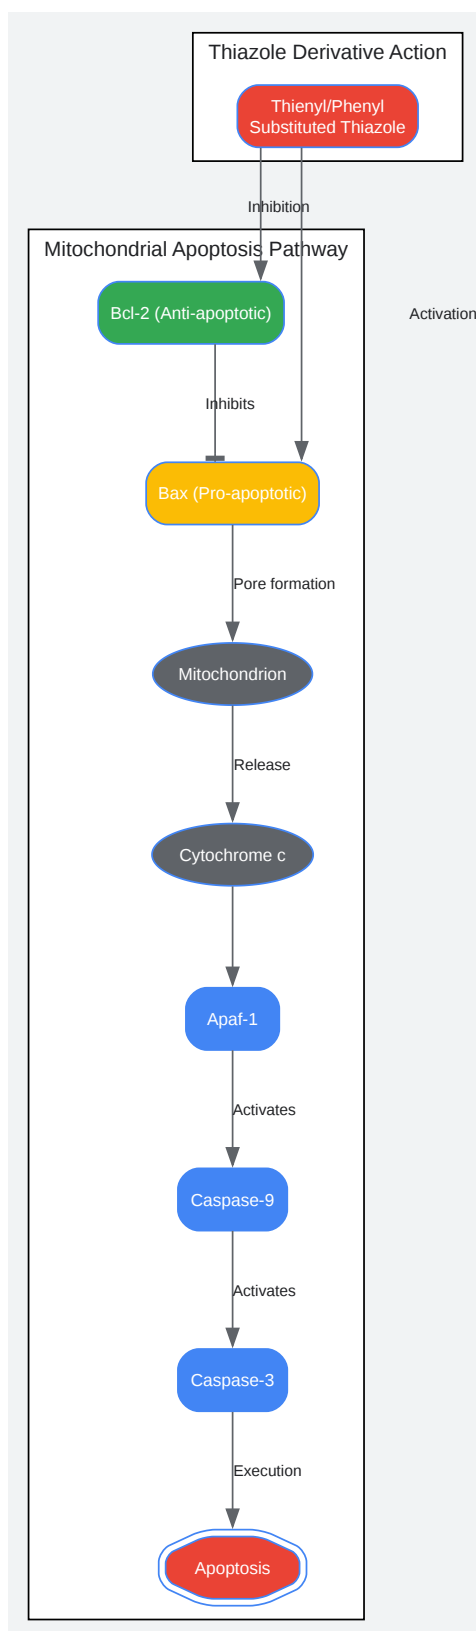 Thiazole Derivative Action
Thienyl/Phenyl
Substituted Thiazole
Inhibition
Mitochondrial Apoptosis Pathway
Bcl-2 (Anti-apoptotic)
Activation
Inhibits
Bax (Pro-apoptotic)
Pore formation
Mitochondrion
Release
Cytochrome c
Apaf-1
Activates
Caspase-9
Activates
Caspase-3
Execution
Apoptosis